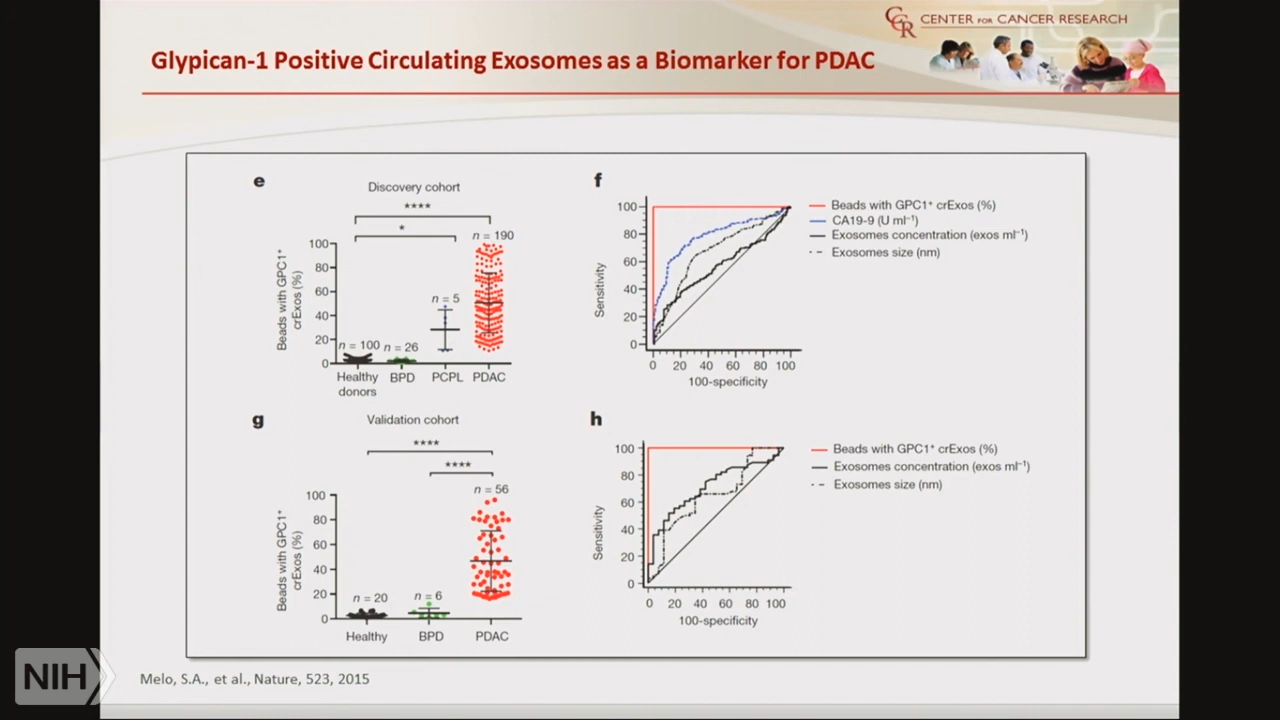 CCR CENTER FOR CANCER RESEARCH
Glypican-1 Positive Circulating Exosomes as a Biomarker for PDAC
e
Discovery cohort
****
*
n = 190
n = 5
n = 100
n = 26
Beads with GPC1⁺
crExos (%)
100
80
60
40
20
0
Healthy
donors
BPD
PCPL
PDAC
f
Sensitivity
100
80
60
40
20
0
0 20 40 60 80 100
100-specificity
Beads with GPC1⁺ crExos (%)
CA19-9 (U ml⁻¹)
Exosomes concentration (exos ml⁻¹)
Exosomes size (nm)
g
Validation cohort
****
****
n = 56
n = 20
n = 6
Beads with GPC1⁺
crExos (%)
100
80
60
40
20
0
Healthy
BPD
PDAC
h
Sensitivity
100
80
60
40
20
0
0 20 40 60 80 100
100-specificity
Beads with GPC1⁺ crExos (%)
Exosomes concentration (exos ml⁻¹)
Exosomes size (nm)
NIH
Melo, S.A., et al., Nature, 523, 2015